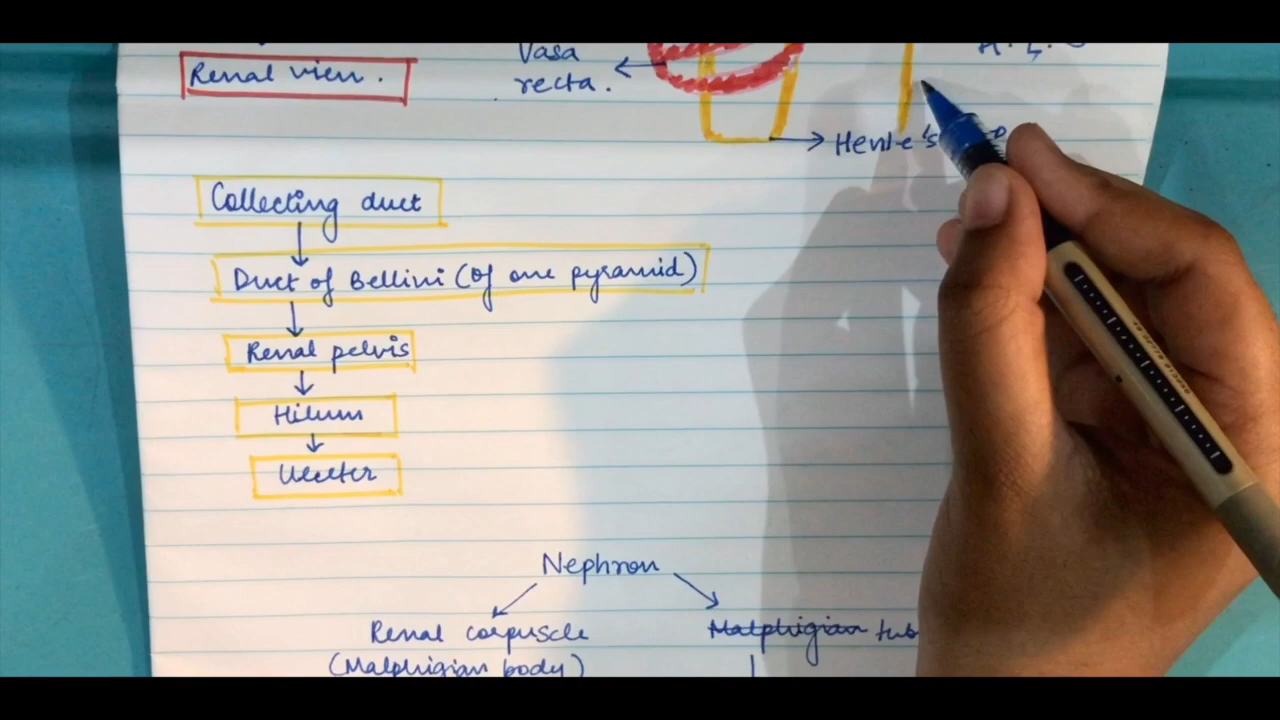 Vasa
recta.
Renal vien.
Henle's
Collecting duct
Duct of Bellini (Of one pyramid)
Renal pelvis
Hilum
Ureter
Nephron
Renal corpuscle
Malphigian tub
(Malphigian body)